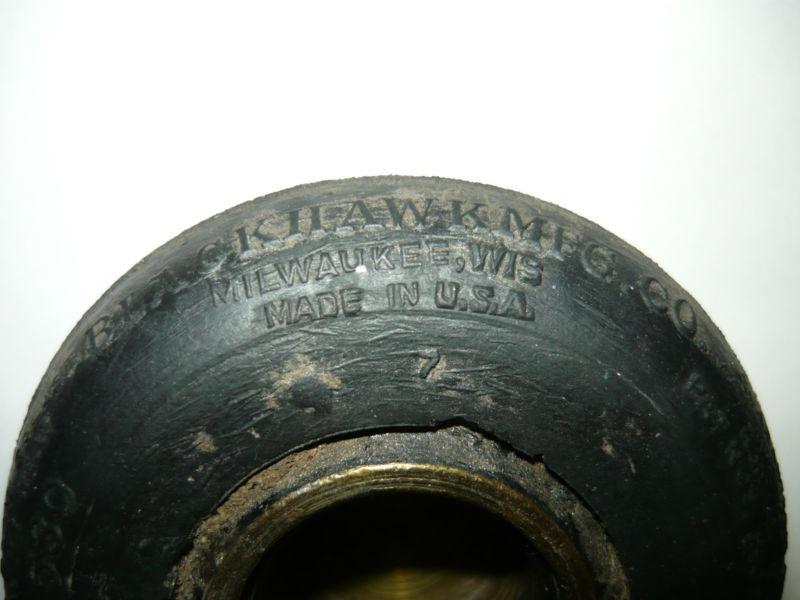 BLACKHAWK MFG. CO.
MILWAUKEE, WIS
MADE IN U.S.A.
7